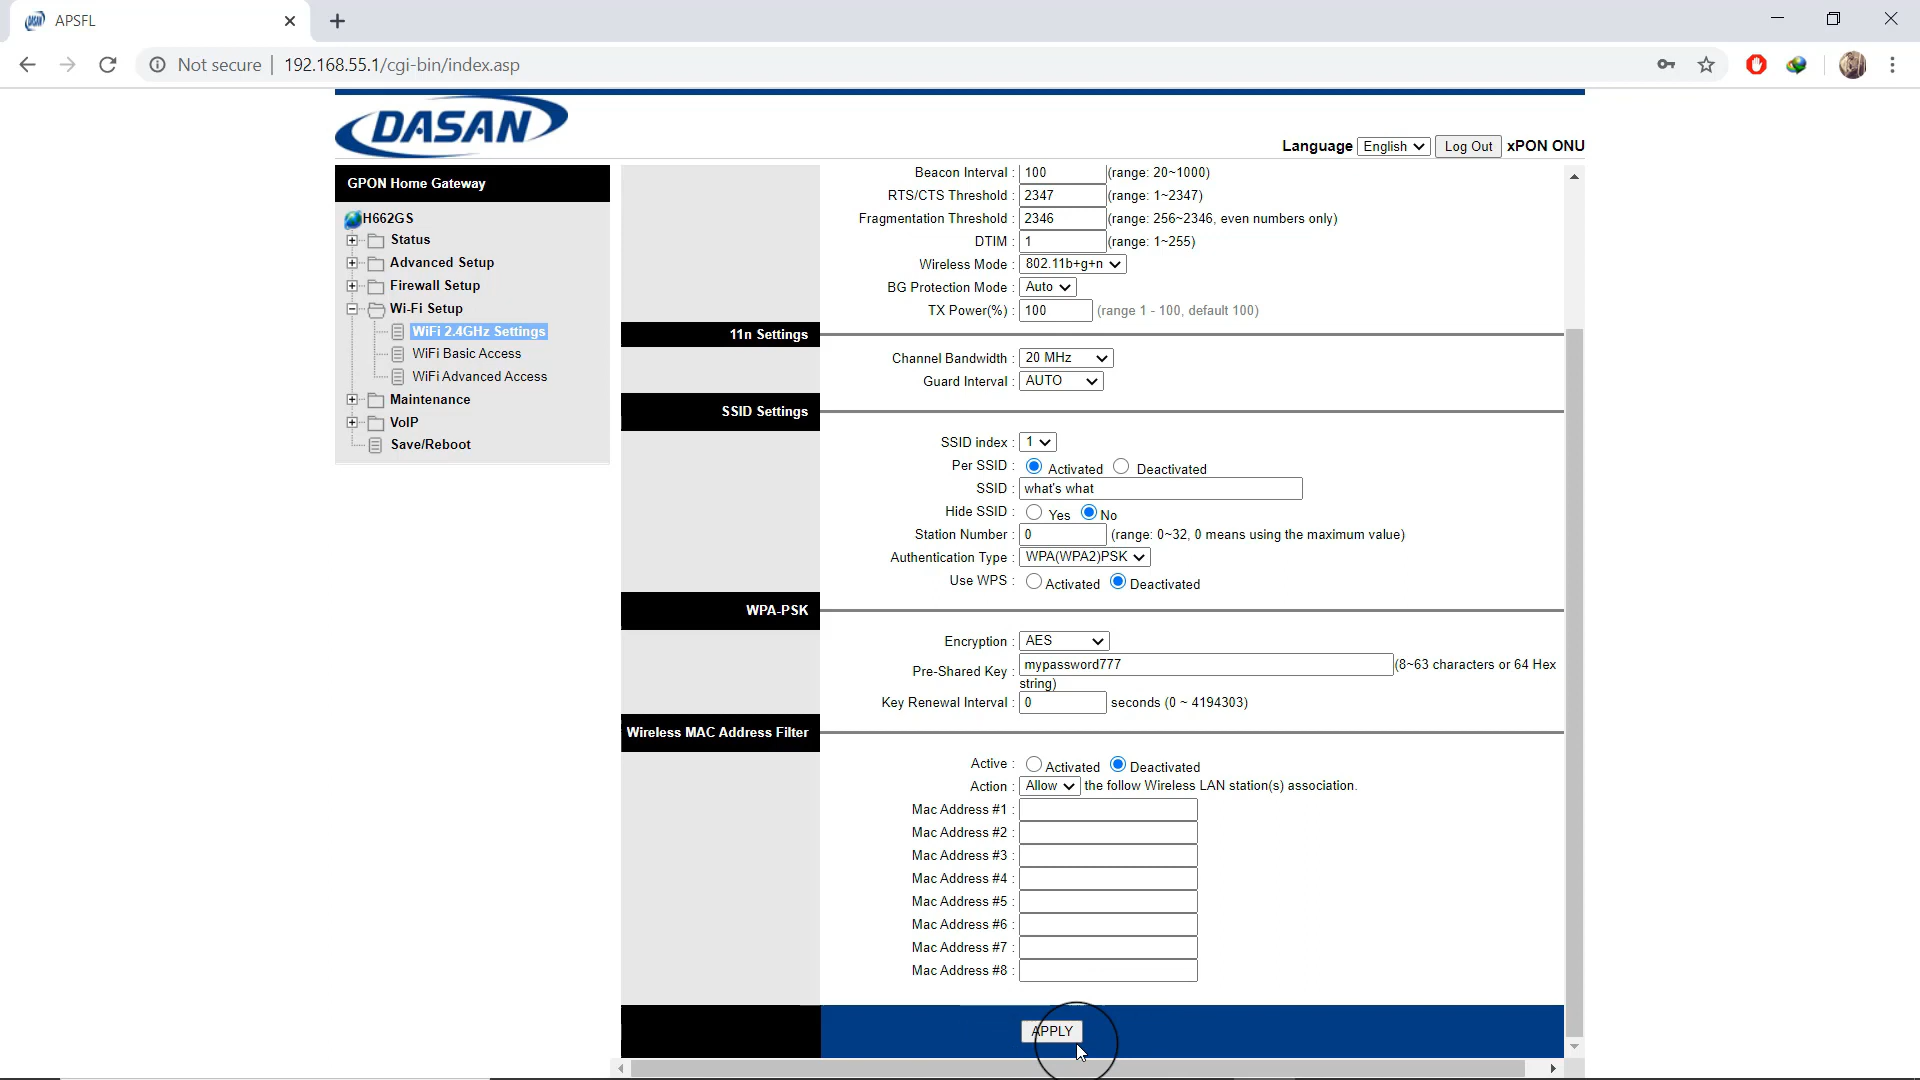 APSFL
Not secure | 192.168.55.1/cgi-bin/index.asp
DASAN
Language English Log Out xPON ONU
GPON Home Gateway
H662GS
Status
Advanced Setup
Firewall Setup
Wi-Fi Setup
WiFi 2.4GHz Settings
WiFi Basic Access
WiFi Advanced Access
Maintenance
VoIP
Save/Reboot
Beacon Interval : 100 (range: 20~1000)
RTS/CTS Threshold : 2347 (range: 1~2347)
Fragmentation Threshold : 2346 (range: 256~2346, even numbers only)
DTIM : 1 (range: 1~255)
Wireless Mode : 802.11b+g+n
BG Protection Mode : Auto
TX Power(%) : 100 (range 1 - 100, default 100)
11n Settings
Channel Bandwidth : 20 MHz
Guard Interval : AUTO
SSID Settings
SSID index : 1
Per SSID : Activated Deactivated
SSID : what's what
Hide SSID : Yes No
Station Number : 0 (range: 0~32, 0 means using the maximum value)
Authentication Type : WPA(WPA2)PSK
Use WPS : Activated Deactivated
WPA-PSK
Encryption : AES
Pre-Shared Key : mypassword777 (8~63 characters or 64 Hex
string)
Key Renewal Interval : 0 seconds (0 ~ 4194303)
Wireless MAC Address Filter
Active : Activated Deactivated
Action : Allow the follow Wireless LAN station(s) association.
Mac Address #1 :
Mac Address #2 :
Mac Address #3 :
Mac Address #4 :
Mac Address #5 :
Mac Address #6 :
Mac Address #7 :
Mac Address #8 :
APPLY